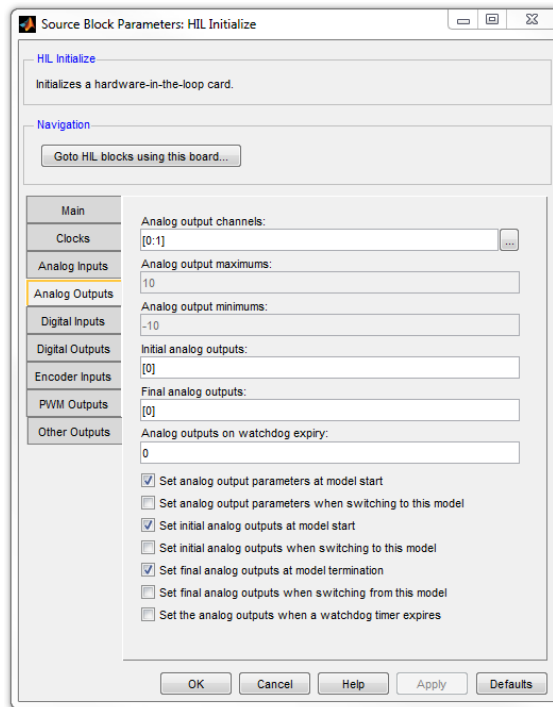 Source Block Parameters: HIL Initialize
HIL Initialize
Initializes a hardware-in-the-loop card.
Navigation
Goto HIL blocks using this board...
Main
Clocks
Analog Inputs
Analog Outputs
Digital Inputs
Digital Outputs
Encoder Inputs
PWM Outputs
Other Outputs
Analog output channels:
[0:1]
...
Analog output maximums:
10
Analog output minimums:
-10
Initial analog outputs:
[0]
Final analog outputs:
[0]
Analog outputs on watchdog expiry:
0
Set analog output parameters at model start
Set analog output parameters when switching to this model
Set initial analog outputs at model start
Set initial analog outputs when switching to this model
Set final analog outputs at model termination
Set final analog outputs when switching from this model
Set the analog outputs when a watchdog timer expires
OK Cancel Help Apply Defaults